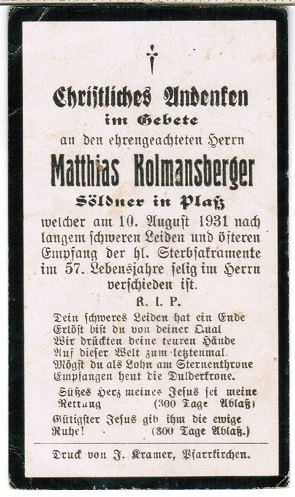 Christliches Andenken
im Gebete
an den ehrengeachteten Herrn
Matthias Kolmansberger
Söldner in Plaß
welcher am 10. August 1931 nach
langem schweren Leiden und öfteren
Empfang der hl. Sterbsakramente
im 57. Lebensjahre selig im Herrn
verschieden ist.
R. I. P.
Dein schweres Leiden hat ein Ende
Erlöst bist du von deiner Qual
Wir drückten deine teuren Hände
Auf dieser Welt zum letztenmal.
Mögst du als Lohn am Sternenthrone
Empfangen heut die Dulderkrone.
Süßes Herz meines Jesus sei meine
Rettung (300 Tage Ablaß.)
Gütigster Jesus gib ihm die ewige
Ruhe! (300 Tage Ablaß.)
Druck von J. Kramer, Pfarrkirchen.